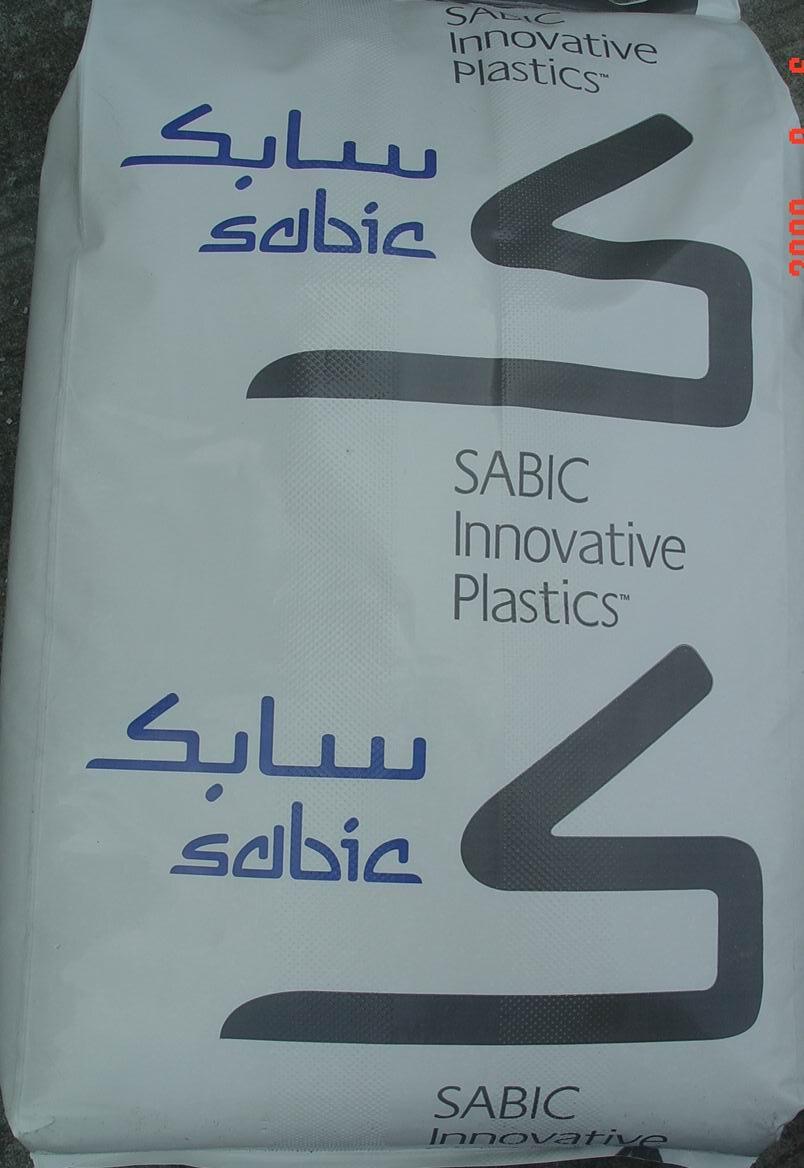 SABIC
Innovative
Plastics™
سابك
sabic
SABIC
Innovative
Plastics™
سابك
sabic
SABIC
Innovative